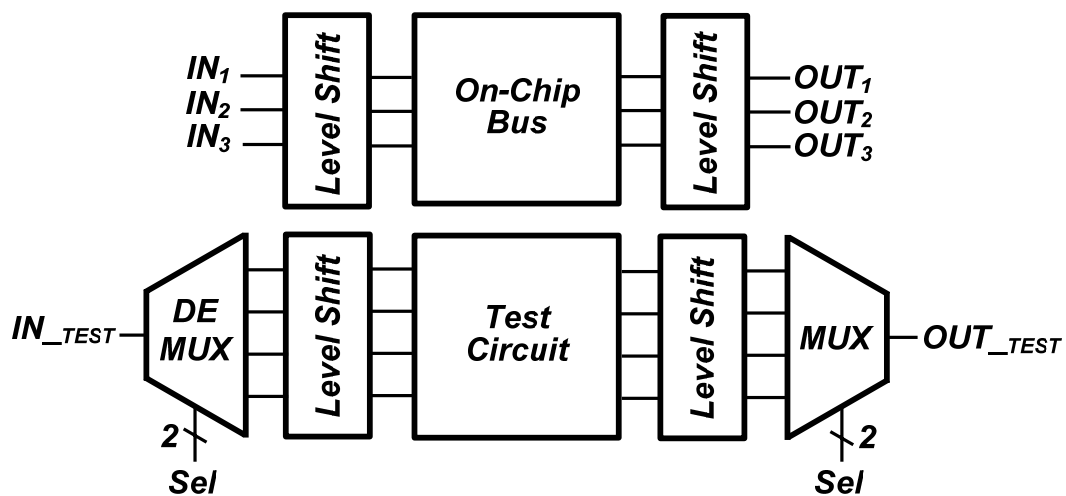 IN1
IN2
IN3
Level Shift
On-Chip
Bus
Level Shift
OUT1
OUT2
OUT3
IN_TEST
DE
MUX
2
Sel
Level Shift
Test
Circuit
Level Shift
MUX
2
Sel
OUT_TEST